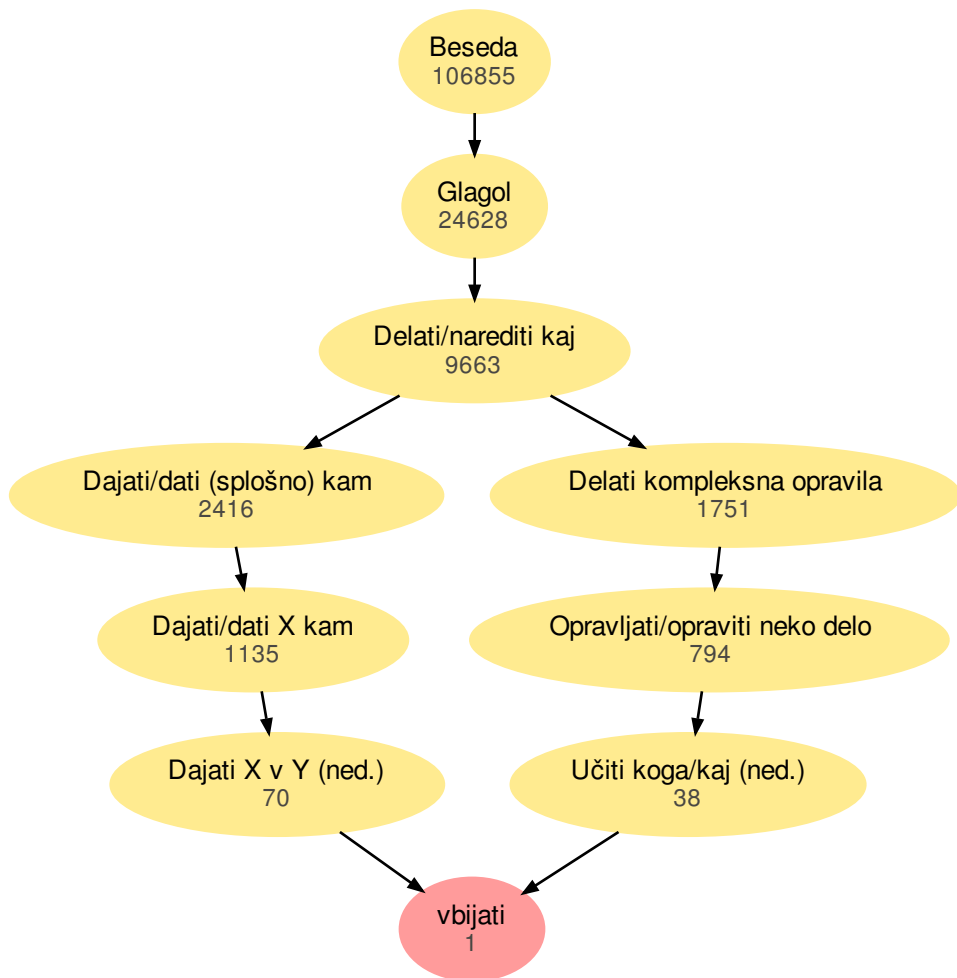 Beseda
106855
Glagol
24628
Delati/narediti kaj
9663
Dajati/dati (splošno) kam
2416
Delati kompleksna opravila
1751
Dajati/dati X kam
1135
Opravljati/opraviti neko delo
794
Dajati X v Y (ned.)
70
Učiti koga/kaj (ned.)
38
vbijati
1